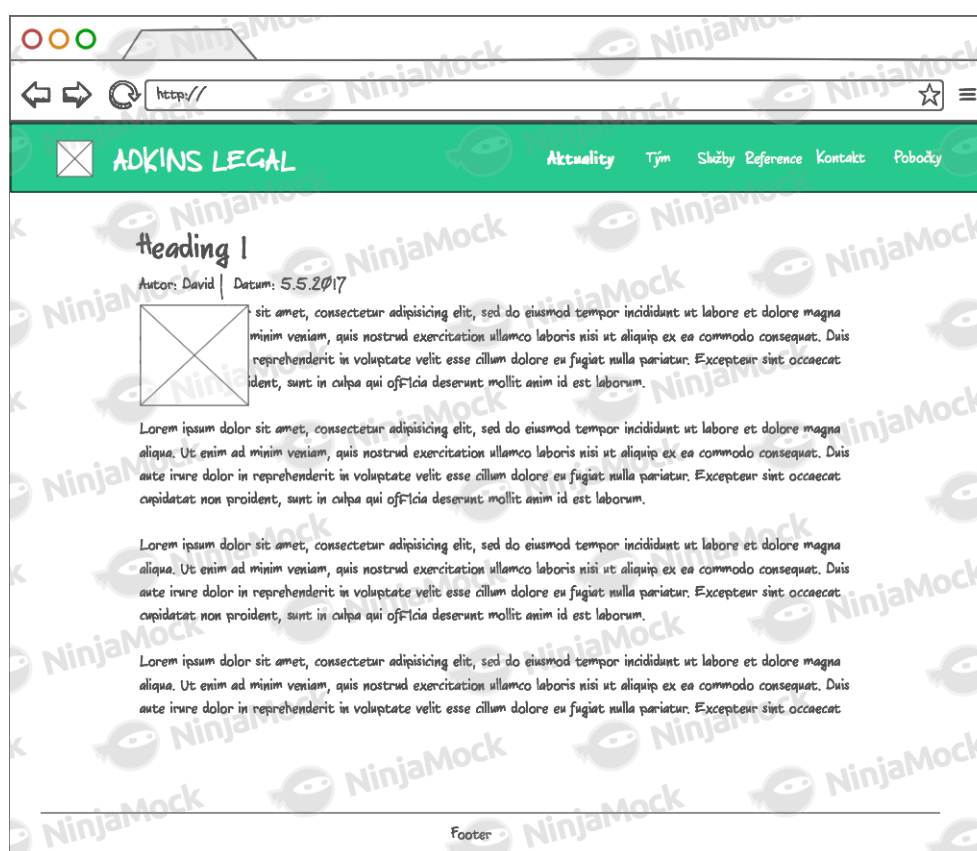 http://
ADKINS LEGAL
Aktuality Tým Služby Reference Kontakt Pobočky
Heading 1
Autor: David | Datum: 5.5.2017
sit amet, consectetur adipisicing elit, sed do eiusmod tempor incididunt ut labore et dolore magna
minim veniam, quis nostrud exercitation ullamco laboris nisi ut aliquip ex ea commodo consequat. Duis
reprehenderit in voluptate velit esse cillum dolore eu fugiat nulla pariatur. Excepteur sint occaecat
ident, sunt in culpa qui officia deserunt mollit anim id est laborum.
Lorem ipsum dolor sit amet, consectetur adipisicing elit, sed do eiusmod tempor incididunt ut labore et dolore magna
aliqua. Ut enim ad minim veniam, quis nostrud exercitation ullamco laboris nisi ut aliquip ex ea commodo consequat. Duis
aute irure dolor in reprehenderit in voluptate velit esse cillum dolore eu fugiat nulla pariatur. Excepteur sint occaecat
cupidatat non proident, sunt in culpa qui officia deserunt mollit anim id est laborum.
Lorem ipsum dolor sit amet, consectetur adipisicing elit, sed do eiusmod tempor incididunt ut labore et dolore magna
aliqua. Ut enim ad minim veniam, quis nostrud exercitation ullamco laboris nisi ut aliquip ex ea commodo consequat. Duis
aute irure dolor in reprehenderit in voluptate velit esse cillum dolore eu fugiat nulla pariatur. Excepteur sint occaecat
cupidatat non proident, sunt in culpa qui officia deserunt mollit anim id est laborum.
Lorem ipsum dolor sit amet, consectetur adipisicing elit, sed do eiusmod tempor incididunt ut labore et dolore magna
aliqua. Ut enim ad minim veniam, quis nostrud exercitation ullamco laboris nisi ut aliquip ex ea commodo consequat. Duis
aute irure dolor in reprehenderit in voluptate velit esse cillum dolore eu fugiat nulla pariatur. Excepteur sint occaecat
Footer
NinjaMock